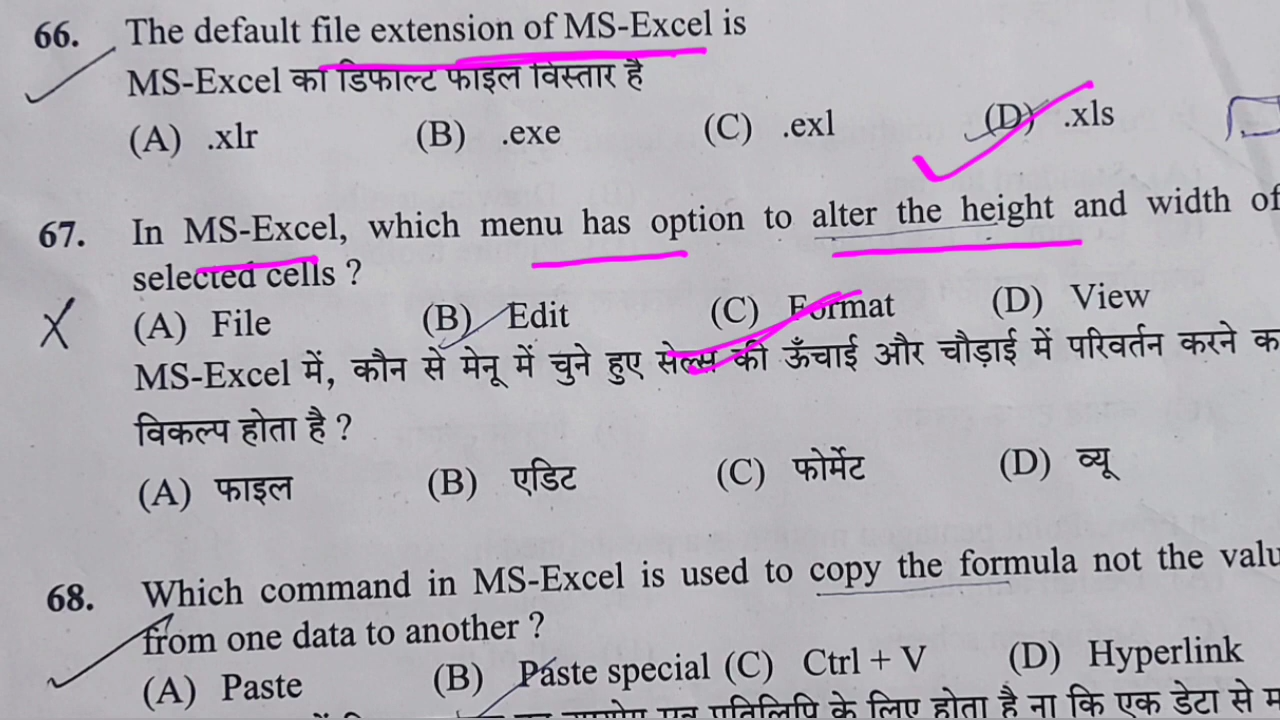 66. The default file extension of MS-Excel is
MS-Excel का डिफाल्ट फाइल विस्तार है
(A) .xlr (B) .exe (C) .exl (D) .xls
67. In MS-Excel, which menu has option to alter the height and width of
selected cells ?
(A) File (B) Edit (C) Format (D) View
MS-Excel में, कौन से मेनू में चुने हुए सेल्स की ऊँचाई और चौड़ाई में परिवर्तन करने क
विकल्प होता है ?
(A) फाइल (B) एडिट (C) फोर्मेट (D) व्यू
68. Which command in MS-Excel is used to copy the formula not the valu
from one data to another ?
(A) Paste (B) Paste special (C) Ctrl + V (D) Hyperlink
प्रतिलिपि के लिए होता है ना कि एक डेटा से